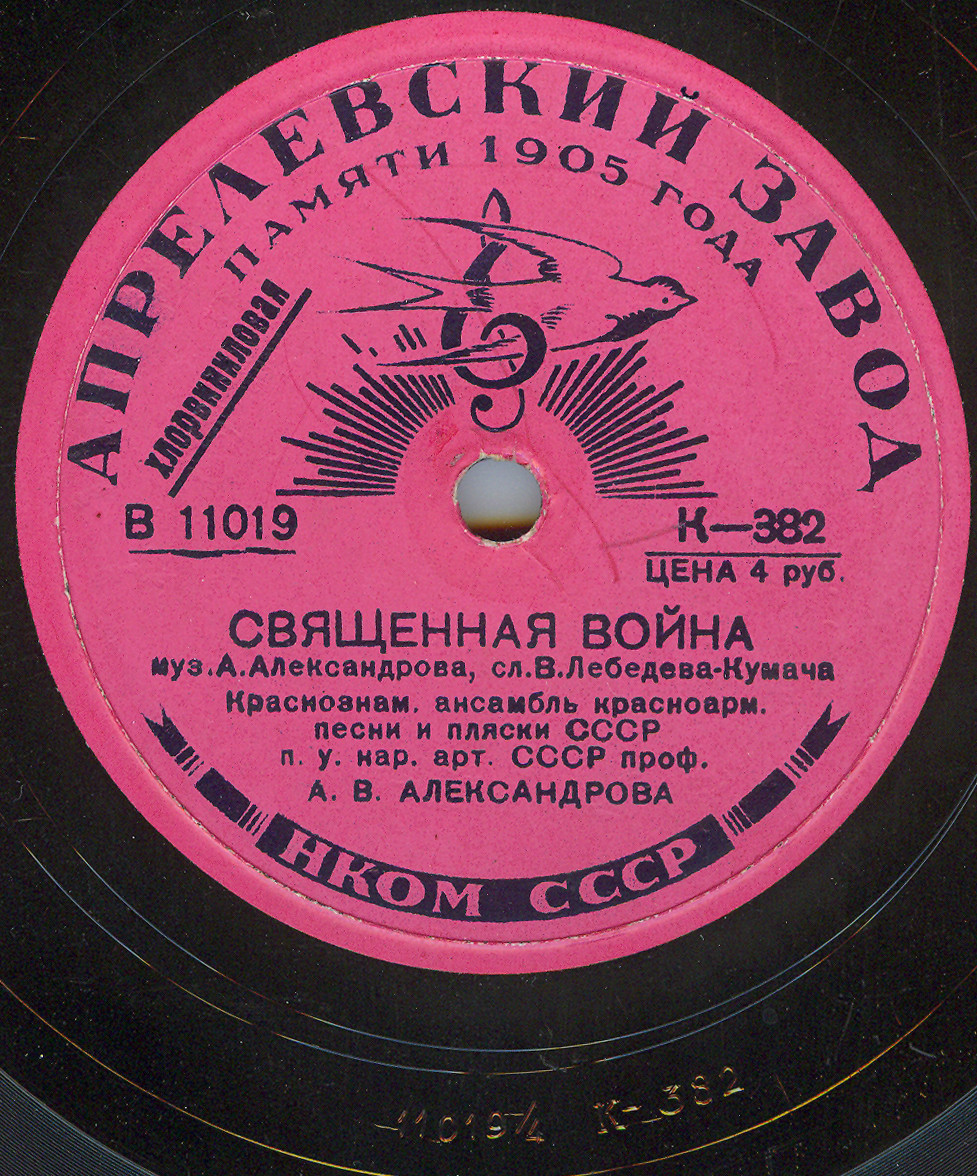 АПРЕЛЕВСКИЙ ЗАВОД
ПАМЯТИ 1905 ГОДА
хлорвиниловая
В 11019
К-382
ЦЕНА 4 руб.
СВЯЩЕННАЯ ВОЙНА
муз.А.Александрова, сл.В.Лебедева-Кумача
Краснознам. ансамбль красноарм.
песни и пляски СССР
п. у. нар. арт. СССР проф.
А. В. АЛЕКСАНДРОВА
НКОМ СССР
11019/4 К-382